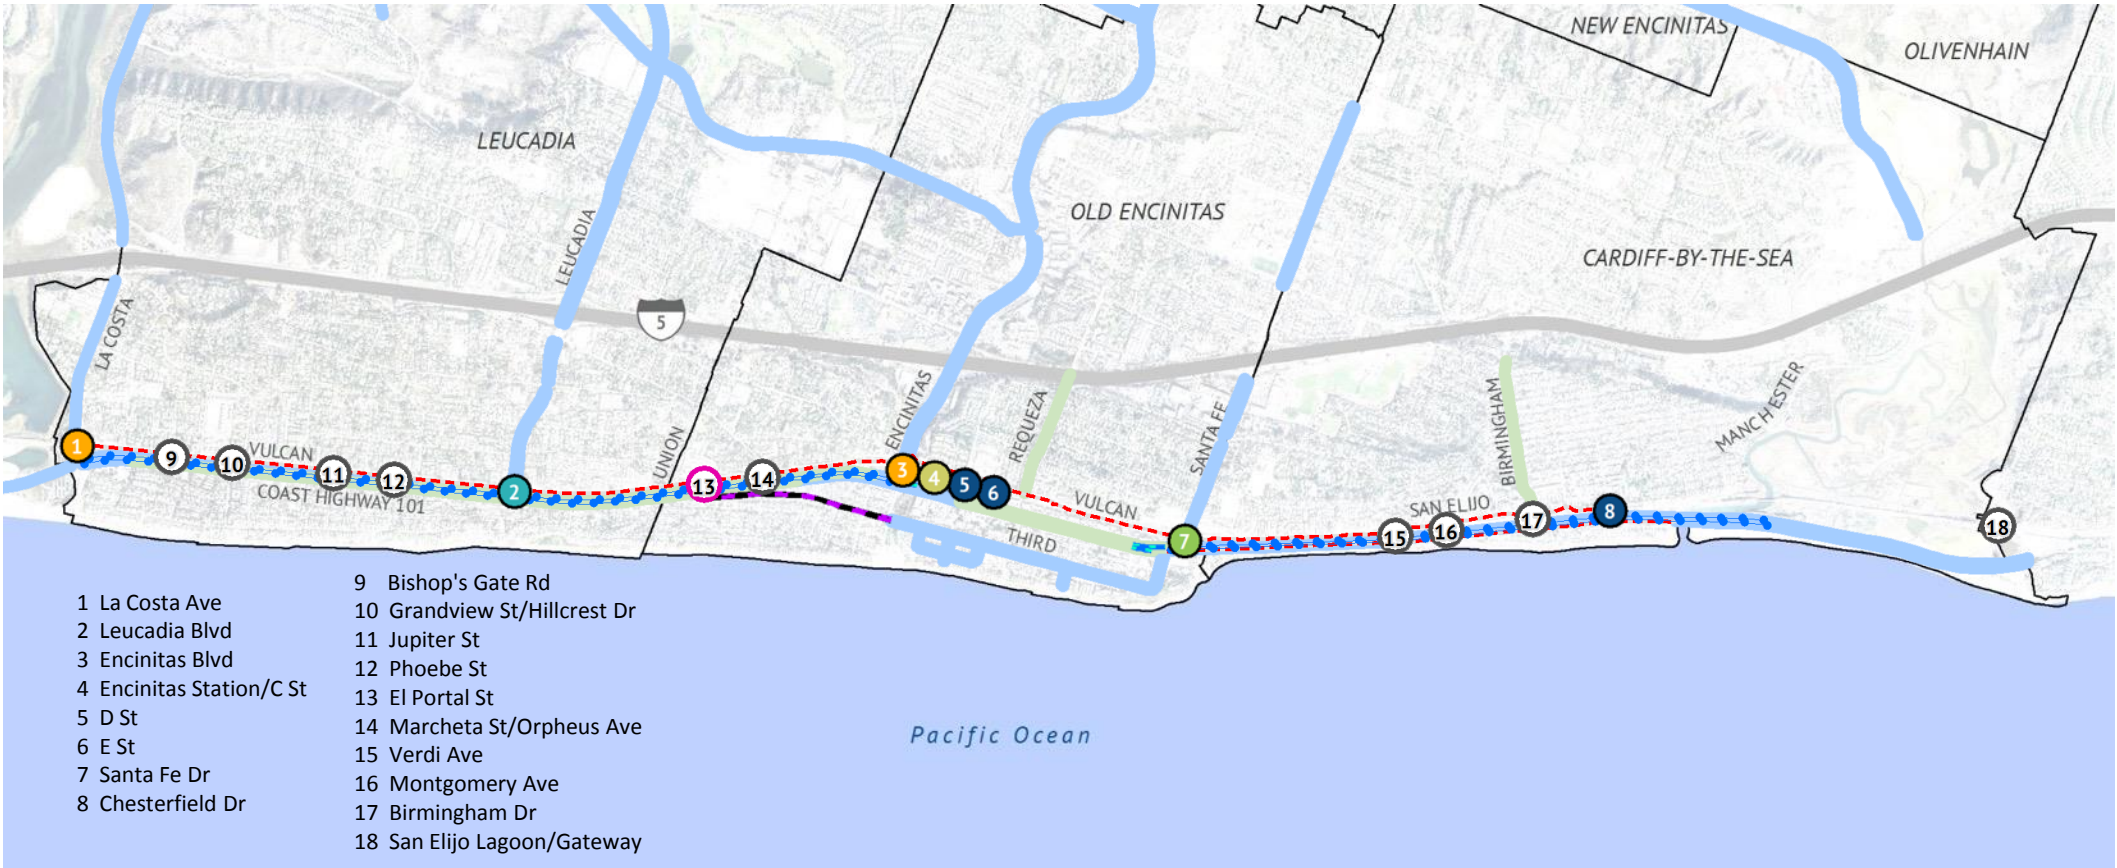 NEW ENCINITAS
OLIVENHAIN
LEUCADIA
OLD ENCINITAS
CARDIFF-BY-THE-SEA
LEUCADIA
5
LA COSTA
UNION
ENCINITAS
REQUEZA
SANTA FE
BIRMINGHAM
MANCHESTER
VULCAN
COAST HIGHWAY 101
VULCAN
THIRD
SAN ELIJO
1
9
10
11
12
2
13
14
3
4
5
6
7
15
16
17
8
18
1 La Costa Ave
2 Leucadia Blvd
3 Encinitas Blvd
4 Encinitas Station/C St
5 D St
6 E St
7 Santa Fe Dr
8 Chesterfield Dr
9 Bishop's Gate Rd
10 Grandview St/Hillcrest Dr
11 Jupiter St
12 Phoebe St
13 El Portal St
14 Marcheta St/Orpheus Ave
15 Verdi Ave
16 Montgomery Ave
17 Birmingham Dr
18 San Elijo Lagoon/Gateway
Pacific Ocean